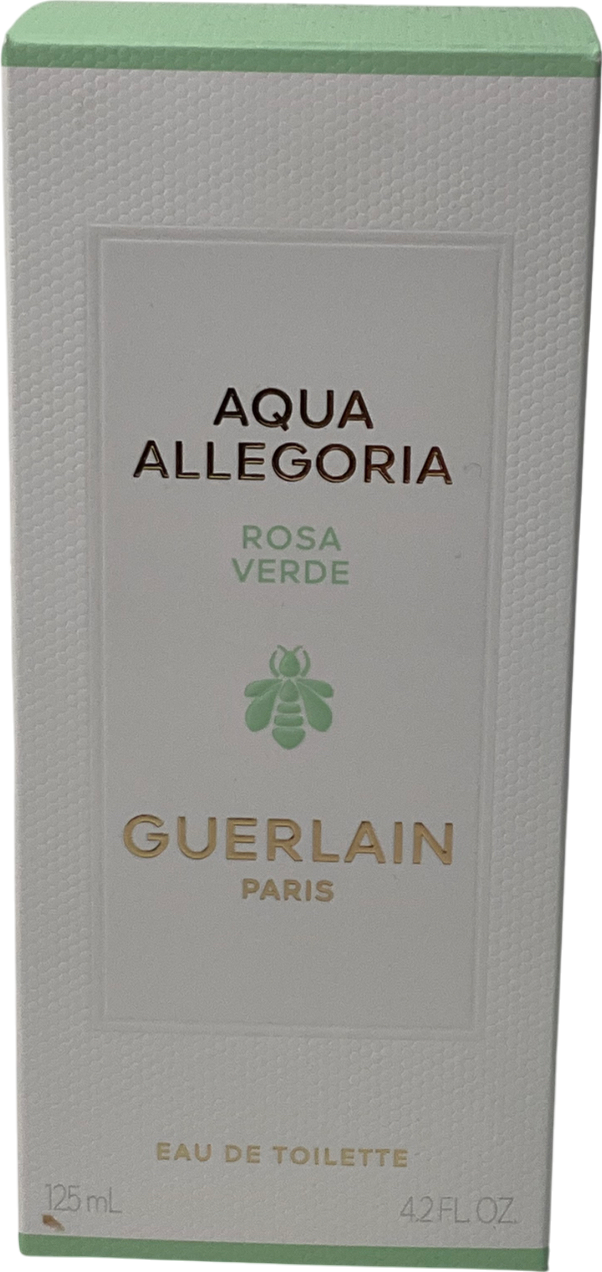 AQUA
ALLEGORIA
ROSA
VERDE
GUERLAIN
PARIS
EAU DE TOILETTE
125 mL
4.2 FL. OZ.